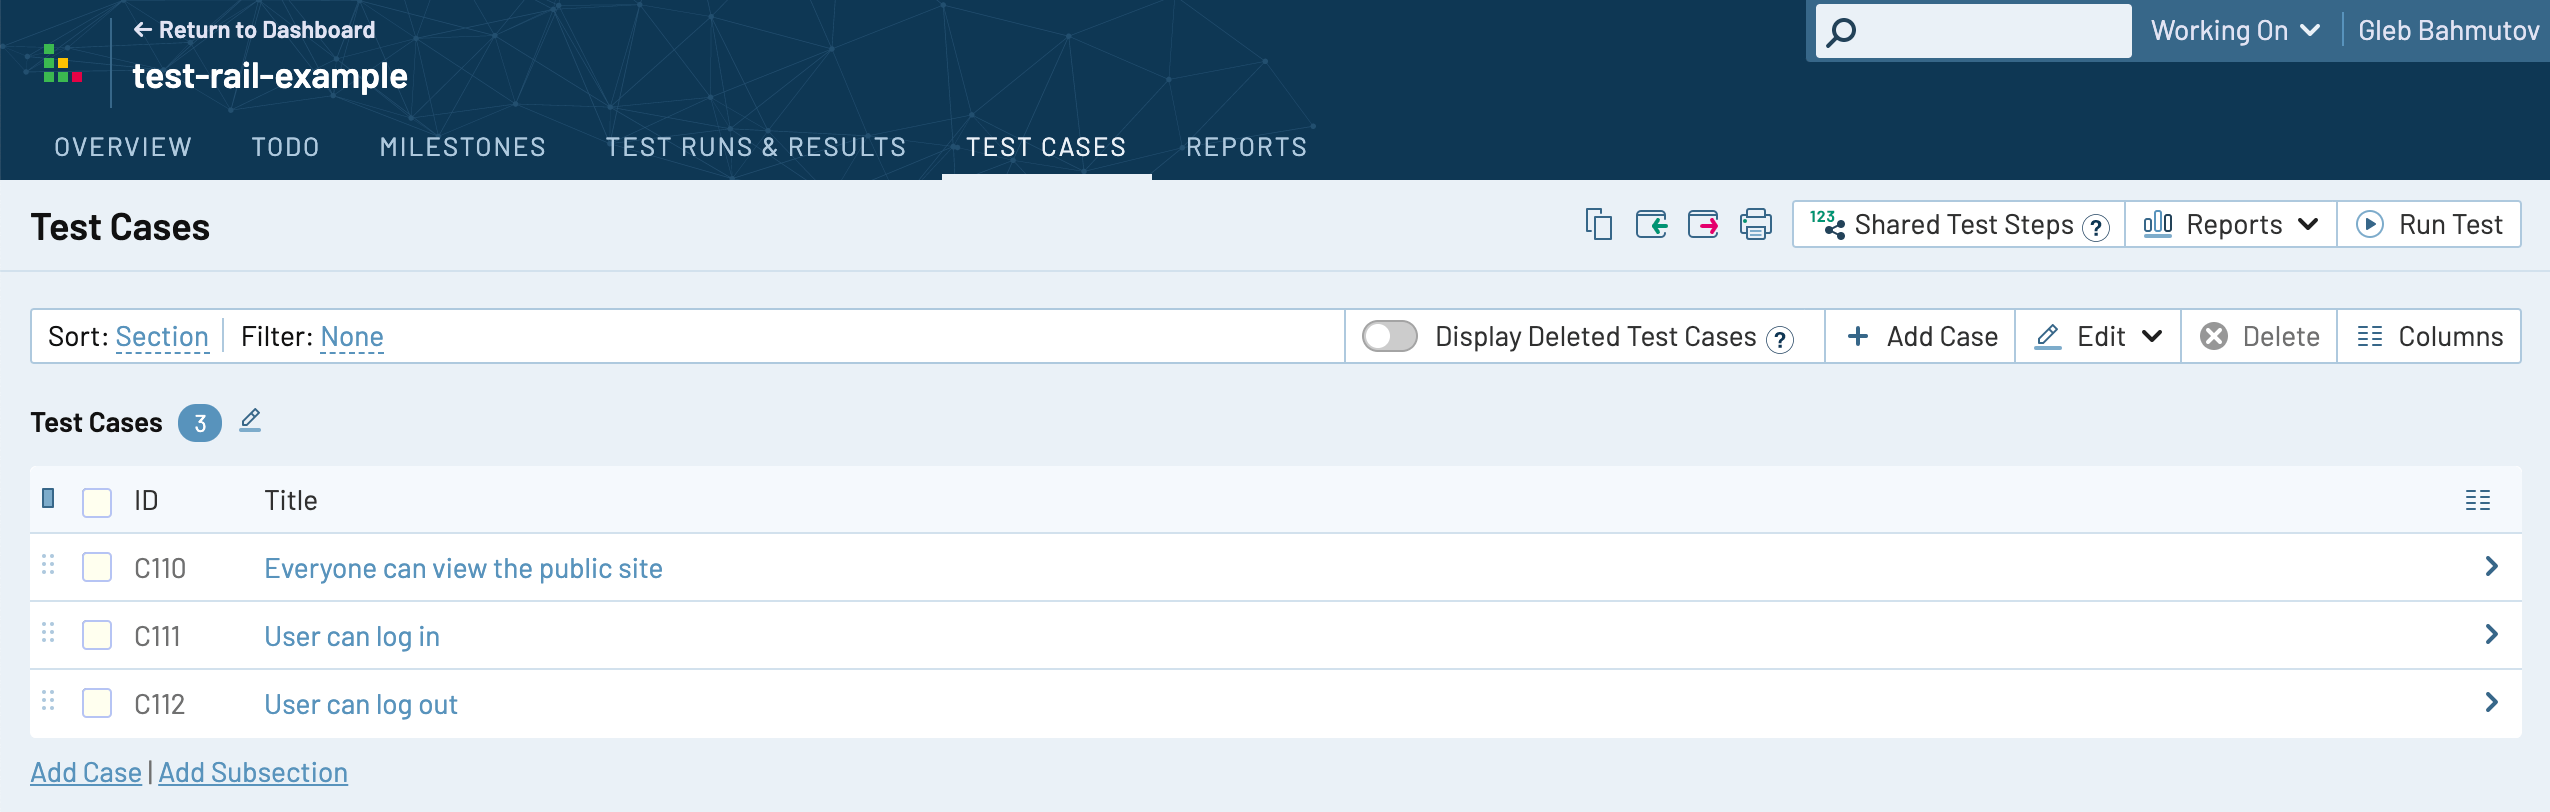 ← Return to Dashboard
test-rail-example
Working On
Gleb Bahmutov
OVERVIEW TODO MILESTONES TEST RUNS & RESULTS TEST CASES REPORTS
Test Cases
123 Shared Test Steps ? Reports Run Test
Sort: Section Filter: None Display Deleted Test Cases ? + Add Case Edit Delete Columns
Test Cases 3
ID Title
C110 Everyone can view the public site
C111 User can log in
C112 User can log out
Add Case | Add Subsection